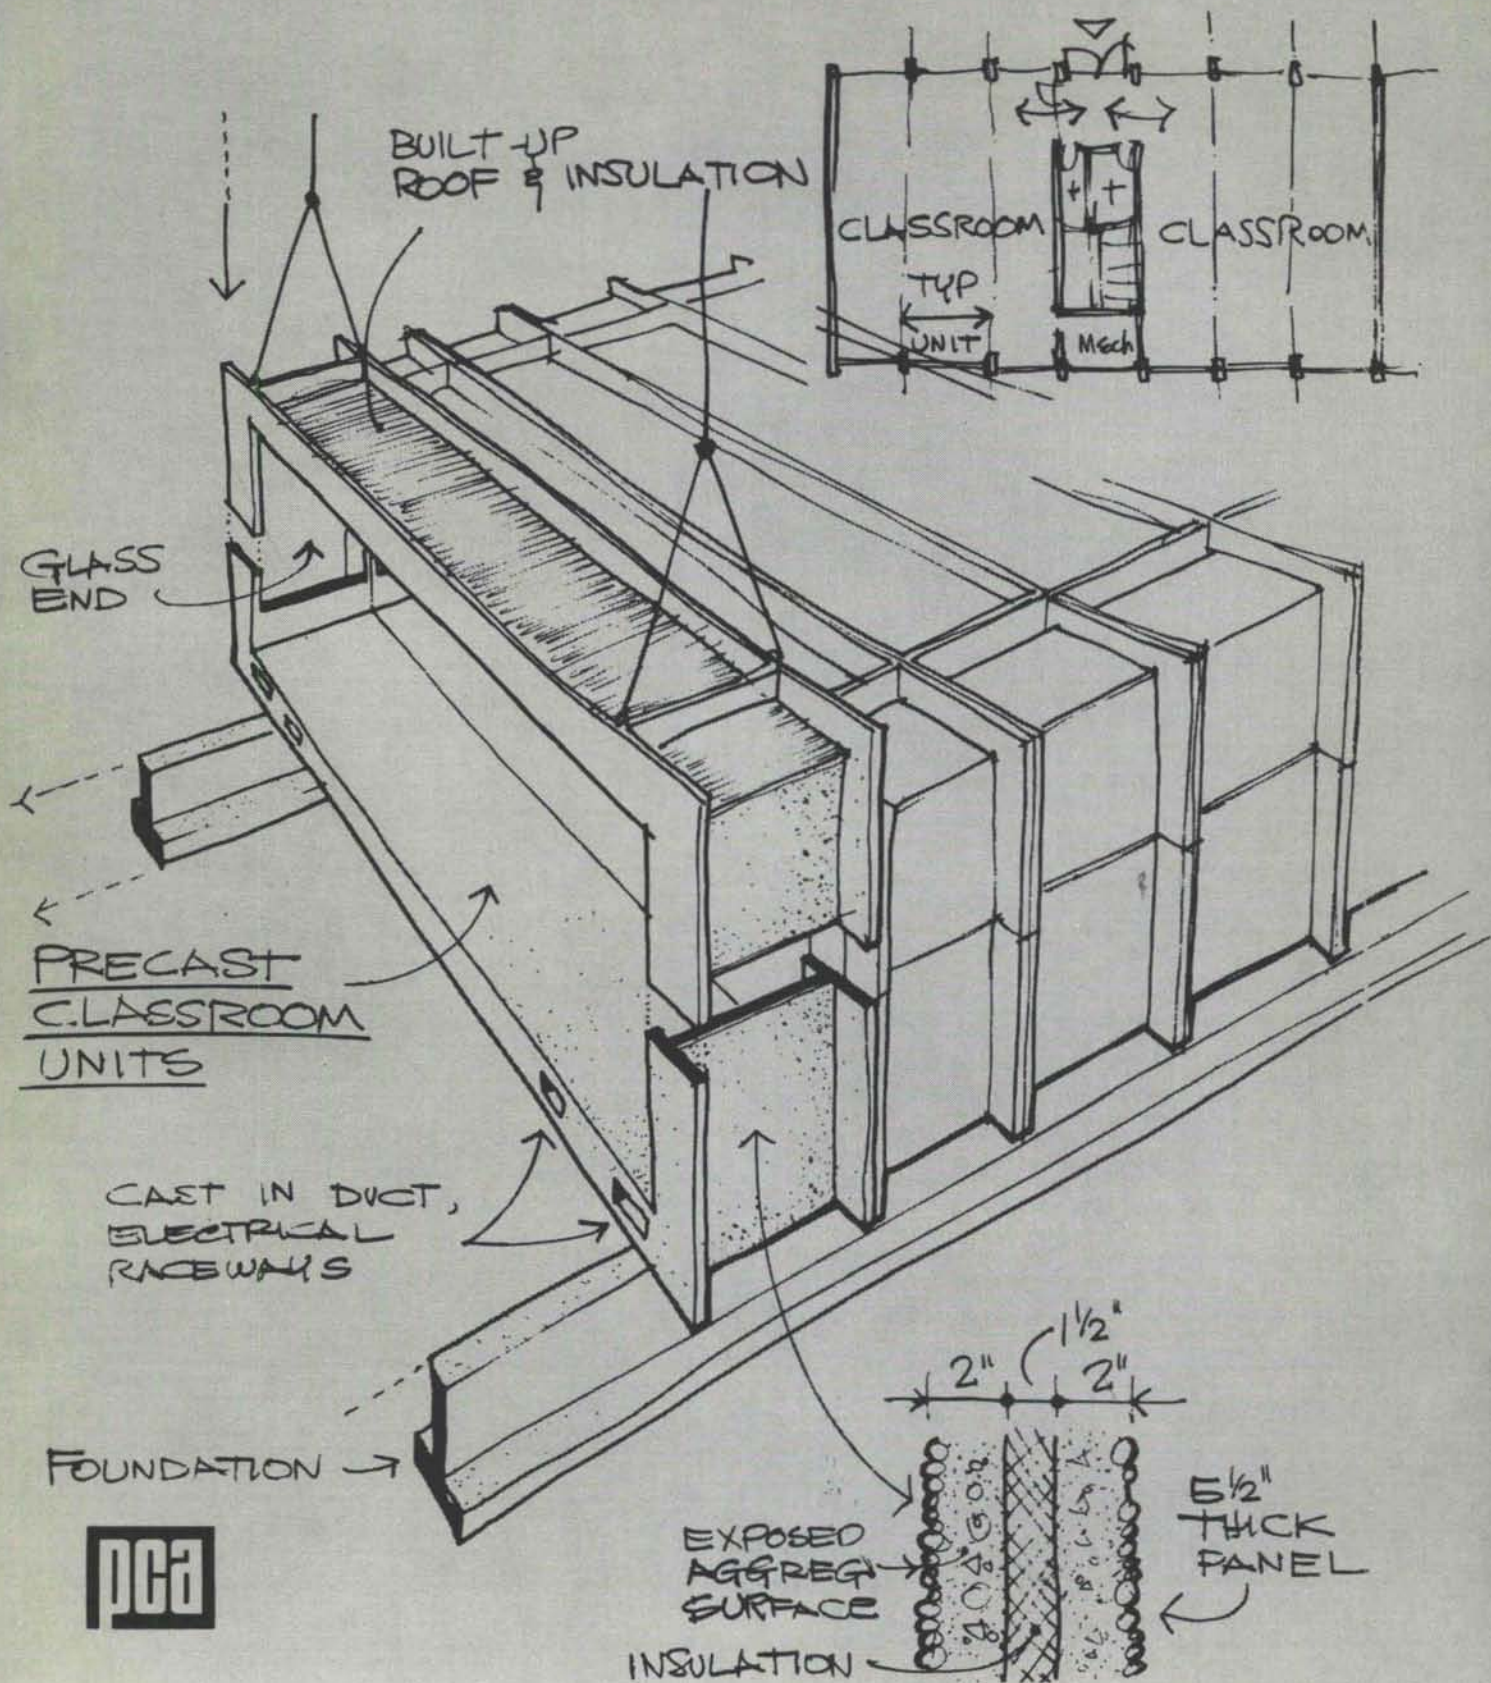 BUILT-UP
ROOF & INSULATION
CLASSROOM
CLASSROOM
TYP
UNIT
Mech
GLASS
END
PRECAST
CLASSROOM
UNITS
CAST IN DUCT,
ELECTRICAL
RACEWAYS
FOUNDATION
pca
2" 1½" 2"
EXPOSED
AGGREG
SURFACE
INSULATION
5½"
THICK
PANEL